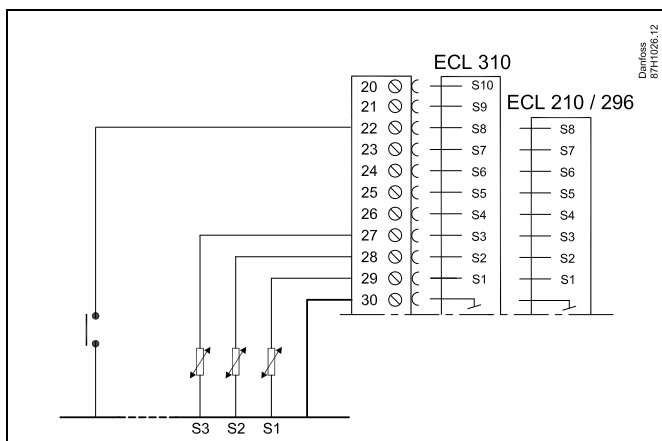 Danfoss
87H1026.12
ECL 310
ECL 210 / 296
20 S10
21 S9
22 S8 S8
23 S7 S7
24 S6 S6
25 S5 S5
26 S4 S4
27 S3 S3
28 S2 S2
29 S1 S1
30
S3 S2 S1